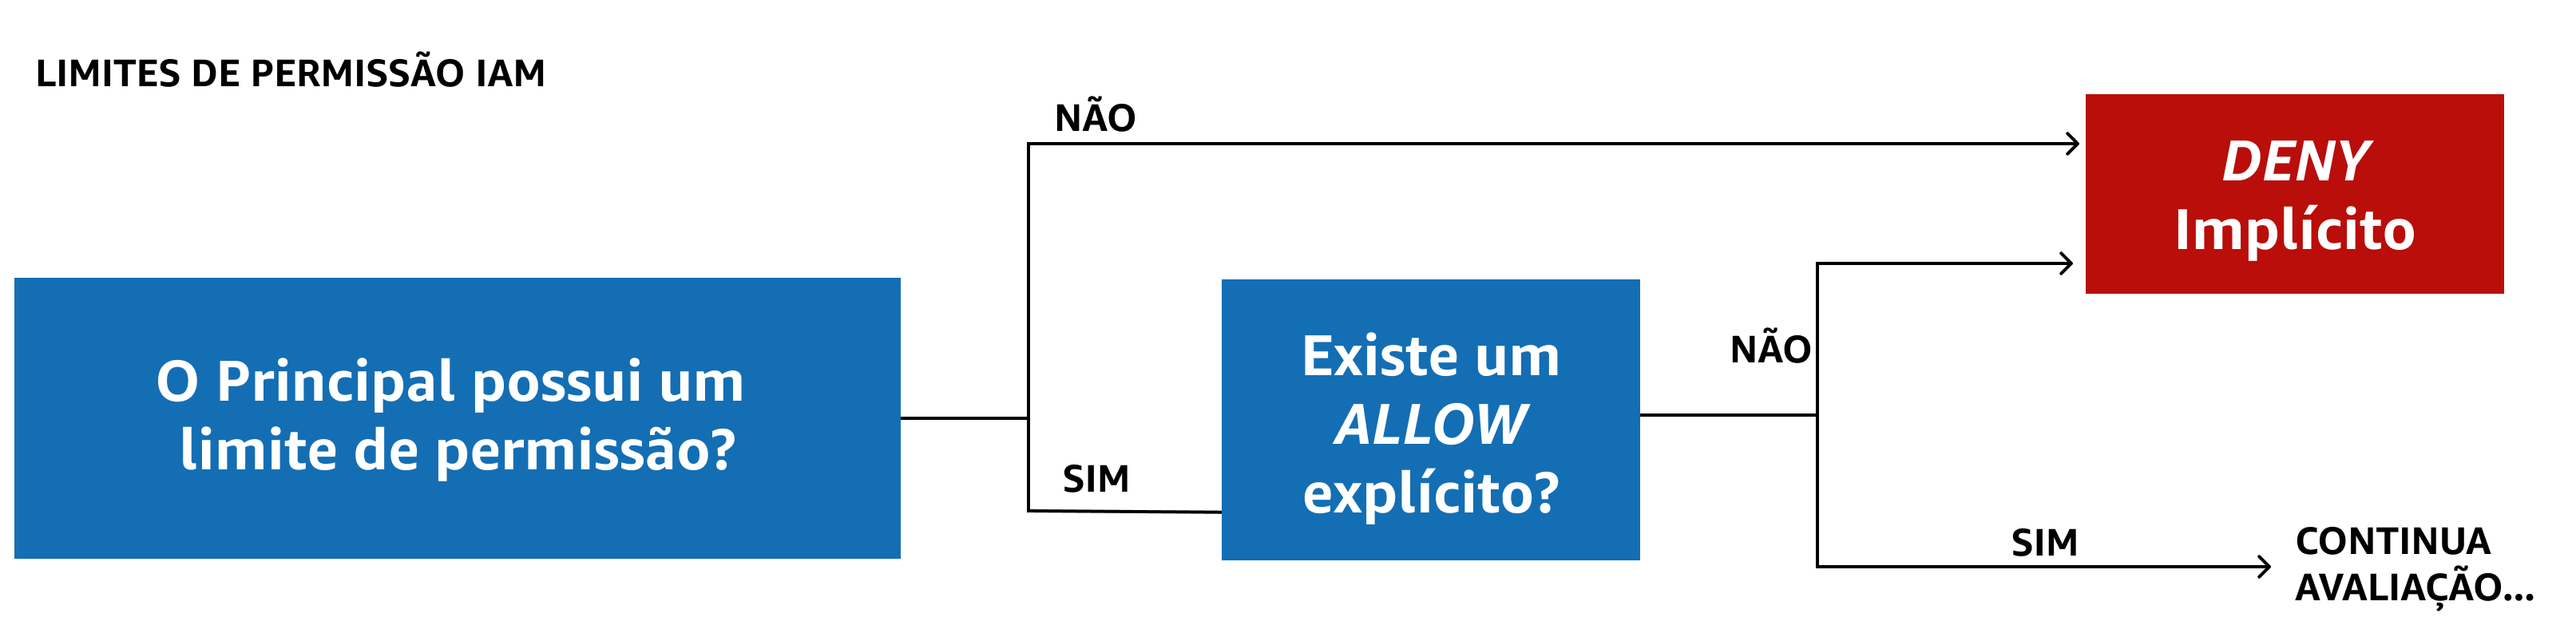 LIMITES DE PERMISSÃO IAM
NÃO
DENY
Implícito
O Principal possui um
limite de permissão?
SIM
Existe um
ALLOW
explícito?
NÃO
SIM
CONTINUA
AVALIAÇÃO...